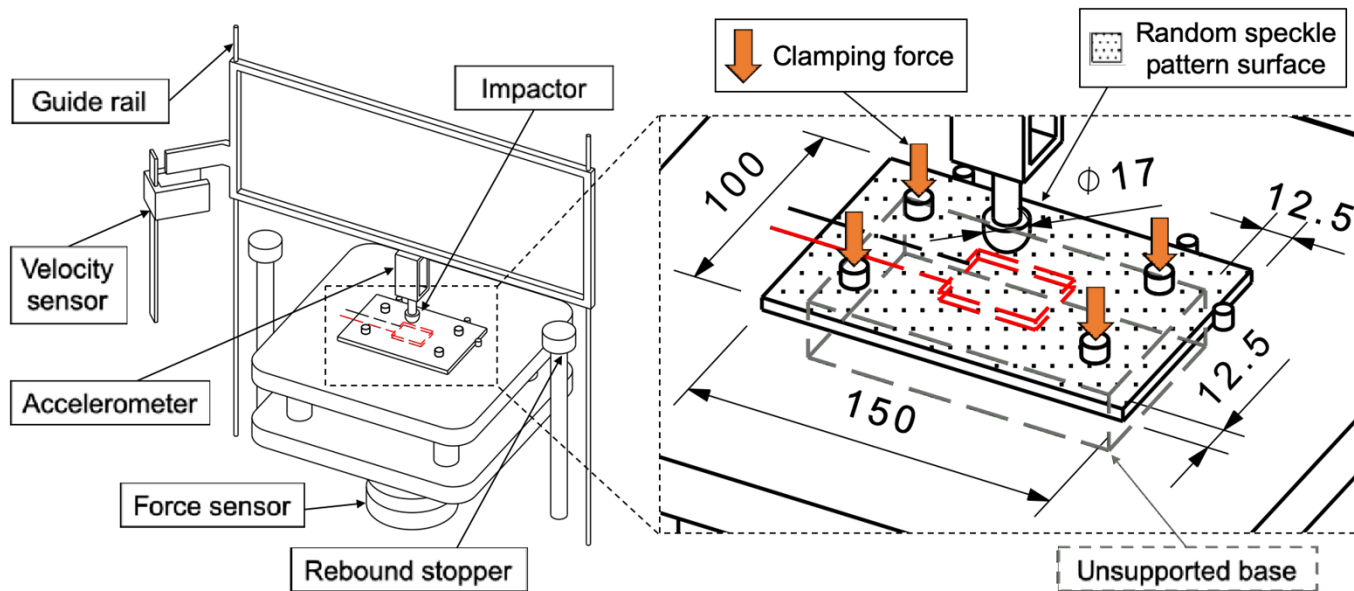 Guide rail
Impactor
Velocity
sensor
Accelerometer
Force sensor
Rebound stopper
Clamping force
Random speckle
pattern surface
100
⌀ 17
12.5
12.5
150
Unsupported base